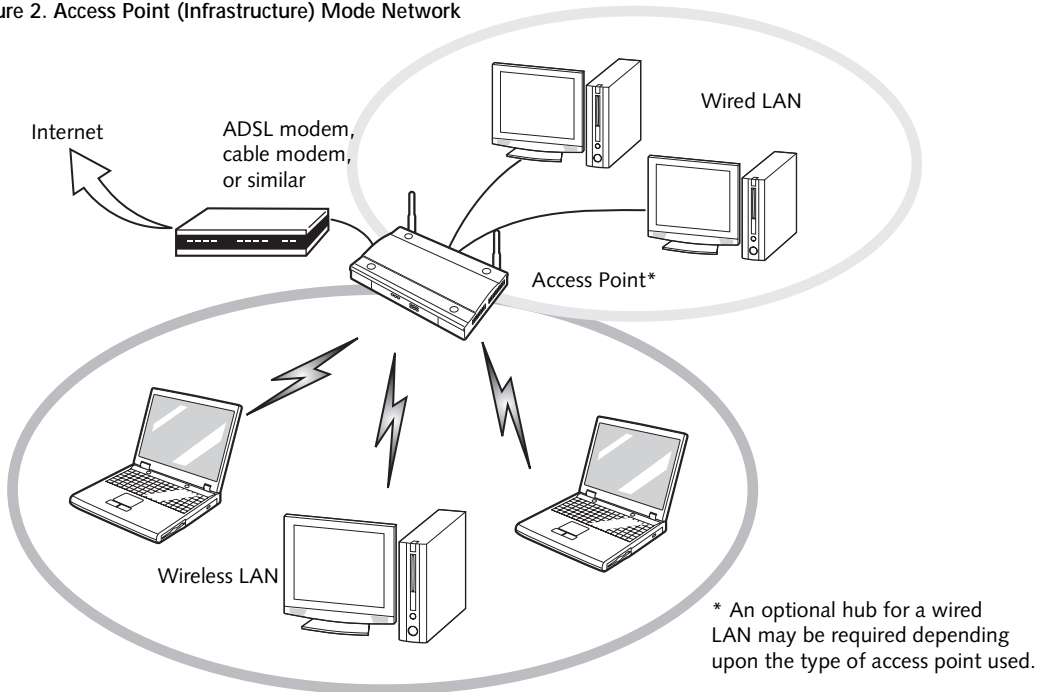 ure 2. Access Point (Infrastructure) Mode Network
Wired LAN
Internet
ADSL modem,
cable modem,
or similar
Access Point*
Wireless LAN
* An optional hub for a wired
LAN may be required depending
upon the type of access point used.